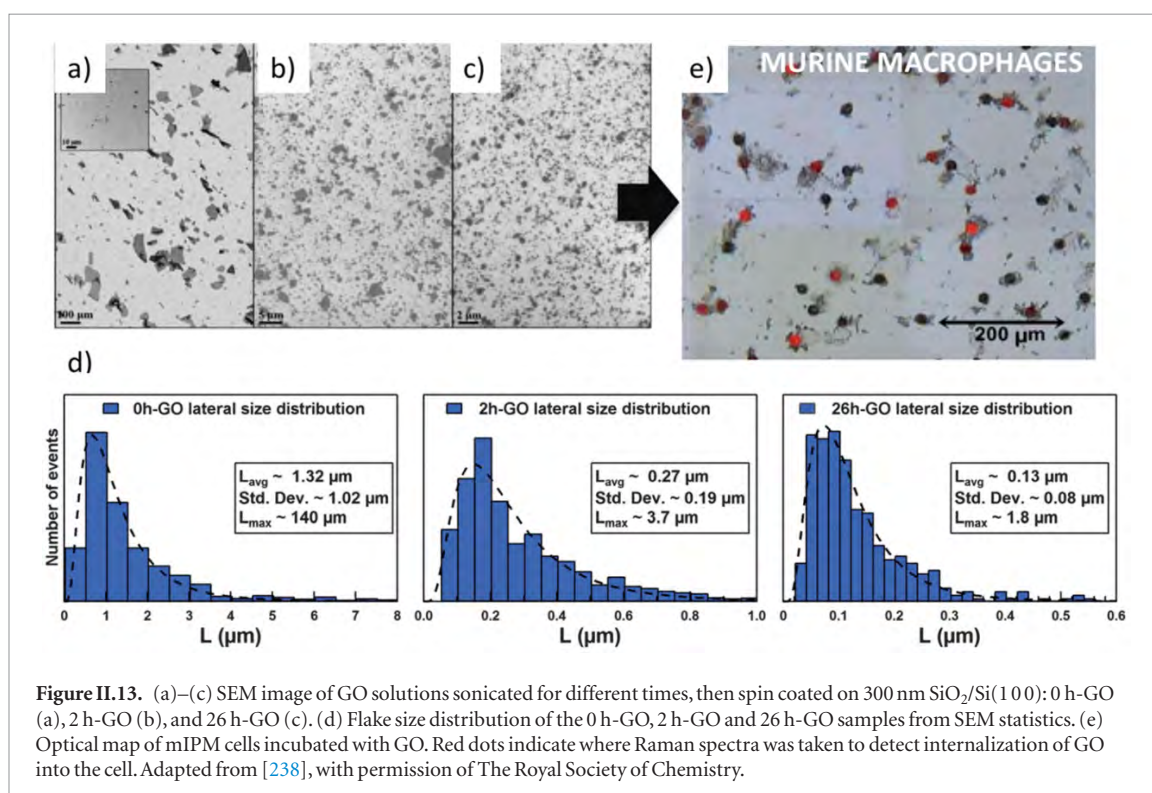 a)
b)
c)
e)
MURINE MACROPHAGES
10 μm
100 μm
5 μm
2 μm
200 μm
d)
Number of events
0h-GO lateral size distribution
Lavg ~ 1.32 μm
Std. Dev. ~ 1.02 μm
Lmax ~ 140 μm
0 1 2 3 4 5 6 7 8
L (μm)
2h-GO lateral size distribution
Lavg ~ 0.27 μm
Std. Dev. ~ 0.19 μm
Lmax ~ 3.7 μm
0.0 0.2 0.4 0.6 0.8 1.0
L (μm)
26h-GO lateral size distribution
Lavg ~ 0.13 μm
Std. Dev. ~ 0.08 μm
Lmax ~ 1.8 μm
0.0 0.1 0.2 0.3 0.4 0.5 0.6
L (μm)
Figure II.13. (a)–(c) SEM image of GO solutions sonicated for different times, then spin coated on 300 nm SiO2/Si(1 0 0): 0 h-GO
(a), 2 h-GO (b), and 26 h-GO (c). (d) Flake size distribution of the 0 h-GO, 2 h-GO and 26 h-GO samples from SEM statistics. (e)
Optical map of mIPM cells incubated with GO. Red dots indicate where Raman spectra was taken to detect internalization of GO
into the cell. Adapted from [238], with permission of The Royal Society of Chemistry.